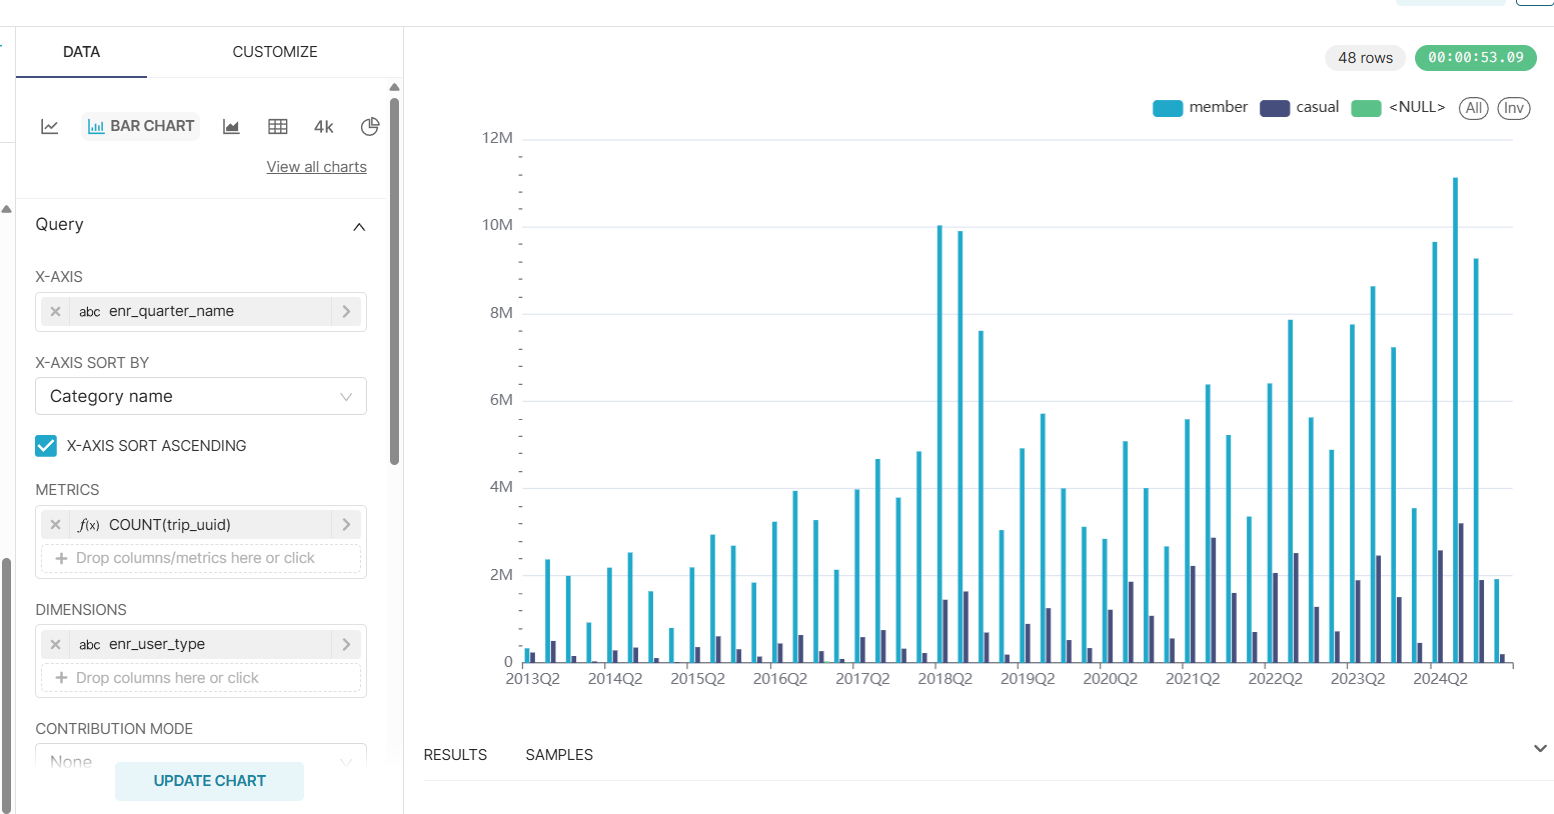 DATA
CUSTOMIZE
BAR CHART
4k
View all charts
Query
X-AXIS
abc enr_quarter_name
X-AXIS SORT BY
Category name
X-AXIS SORT ASCENDING
METRICS
f(x) COUNT(trip_uuid)
+ Drop columns/metrics here or click
DIMENSIONS
abc enr_user_type
+ Drop columns here or click
CONTRIBUTION MODE
None
UPDATE CHART
48 rows
00:00:53.09
member
casual
<NULL>
All
Inv
12M
10M
8M
6M
4M
2M
0
2013Q2 2014Q2 2015Q2 2016Q2 2017Q2 2018Q2 2019Q2 2020Q2 2021Q2 2022Q2 2023Q2 2024Q2
RESULTS
SAMPLES